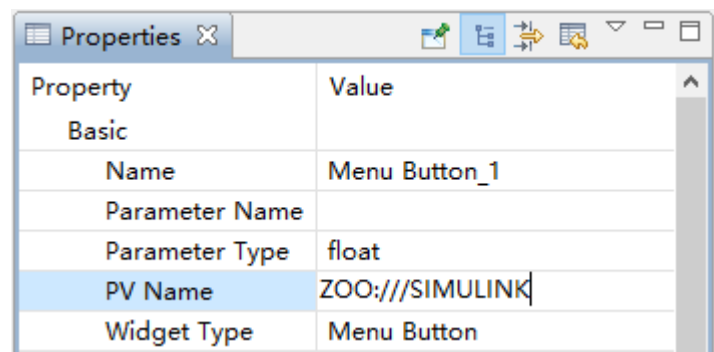 Properties
Property Value
Basic
Name Menu Button_1
Parameter Name
Parameter Type float
PV Name ZOO:///SIMULINK
Widget Type Menu Button